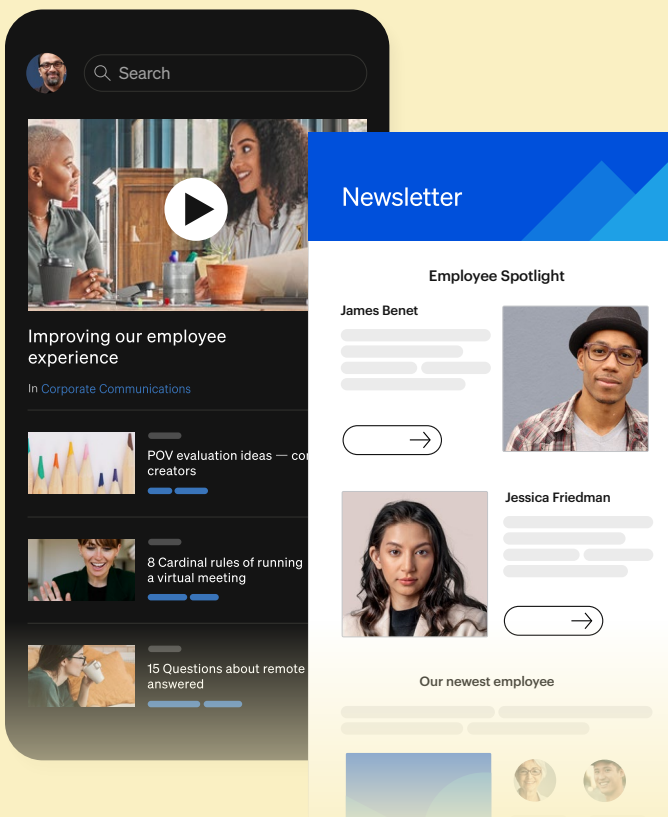 Search
Improving our employee
experience
In Corporate Communications
POV evaluation ideas —
creators
8 Cardinal rules of running
a virtual meeting
15 Questions about remote
answered
Newsletter
Employee Spotlight
James Benet
Jessica Friedman
Our newest employee